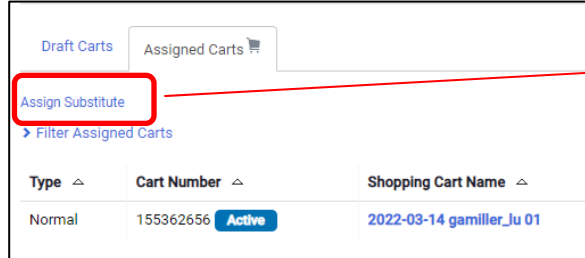 Draft Carts Assigned Carts
Assign Substitute
Filter Assigned Carts
Type Cart Number Shopping Cart Name
Normal 155362656 Active 2022-03-14 gamiller_lu 01